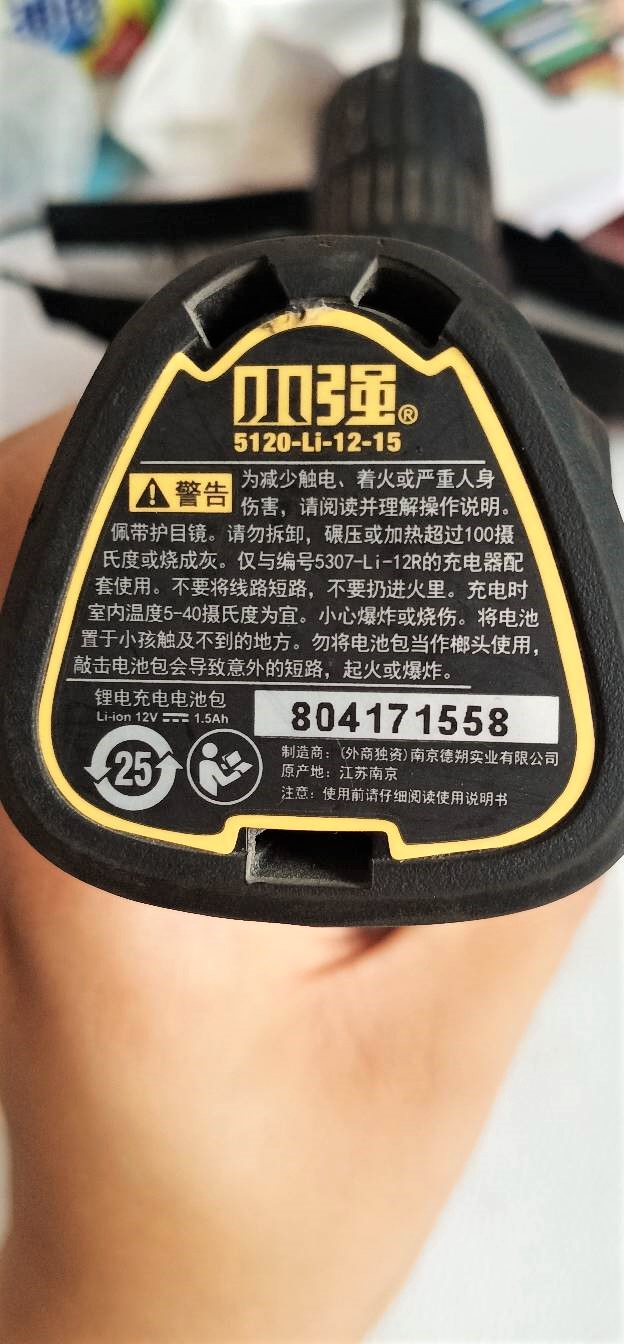 小强®
5120-Li-12-15
警告
为减少触电、着火或严重人身
伤害，请阅读并理解操作说明。
佩带护目镜。请勿拆卸，碾压或加热超过100摄
氏度或烧成灰。仅与编号5307-Li-12R的充电器配
套使用。不要将线路短路，不要扔进火里。充电时
室内温度5-40摄氏度为宜。小心爆炸或烧伤。将电池
置于小孩触及不到的地方。勿将电池包当作榔头使用，
敲击电池包会导致意外的短路，起火或爆炸。
锂电充电电池包
Li-ion 12V 1.5Ah
804171558
25
制造商：(外商独资)南京德朔实业有限公司
原产地：江苏南京
注意：使用前请仔细阅读使用说明书